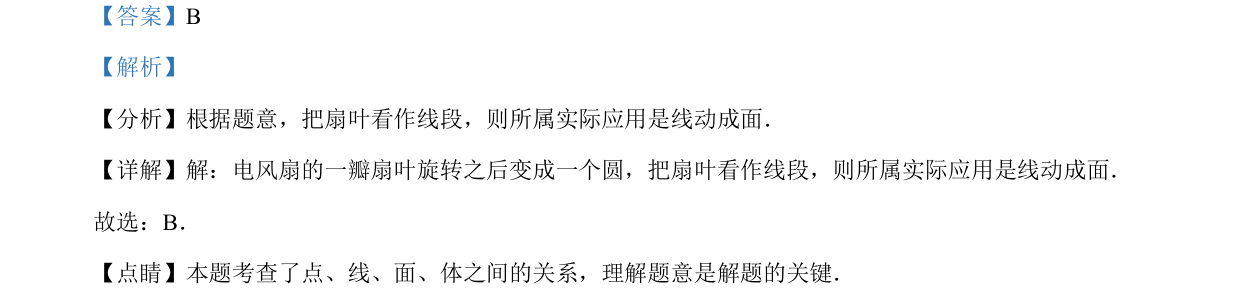 【答案】B
【解析】
【分析】根据题意，把扇叶看作线段，则所属实际应用是线动成面．
【详解】解：电风扇的一瓣扇叶旋转之后变成一个圆，把扇叶看作线段，则所属实际应用是线动成面．
故选：B．
【点睛】本题考查了点、线、面、体之间的关系，理解题意是解题的关键．